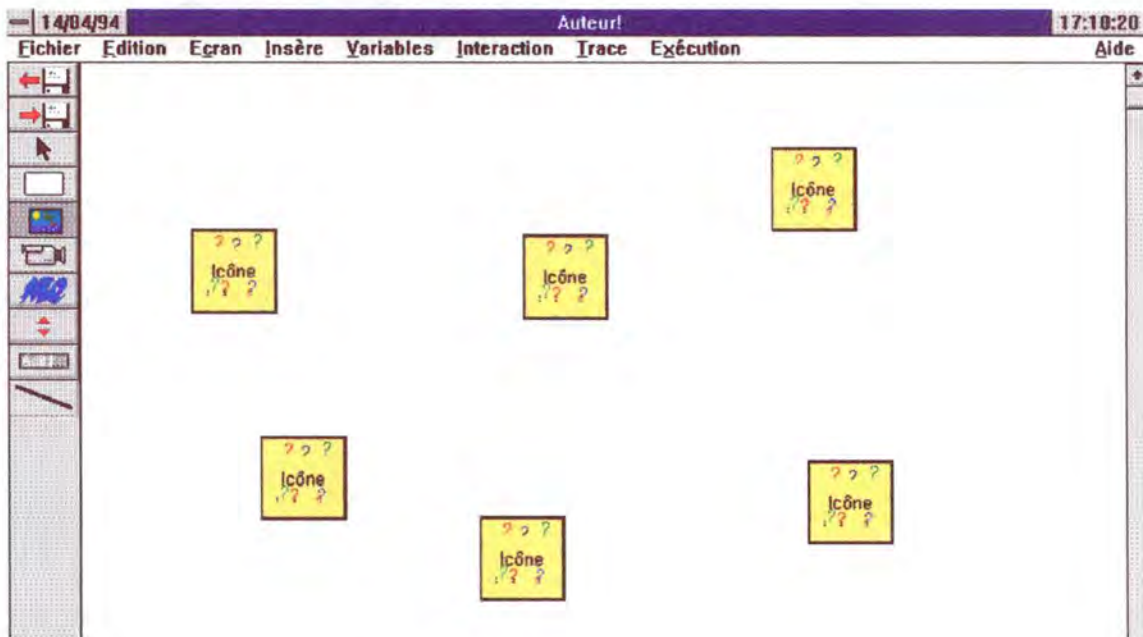 14/04/94 Auteur! 17:10:20
Fichier Edition Ecran Insère Variables Interaction Trace Exécution Aide
? ? ?
Icône
?? ?
? ? ?
Icône
?? ?
? ? ?
Icône
?? ?
ABC
? ? ?
Icône
?? ?
? ? ?
Icône
?? ?
? ? ?
Icône
?? ?